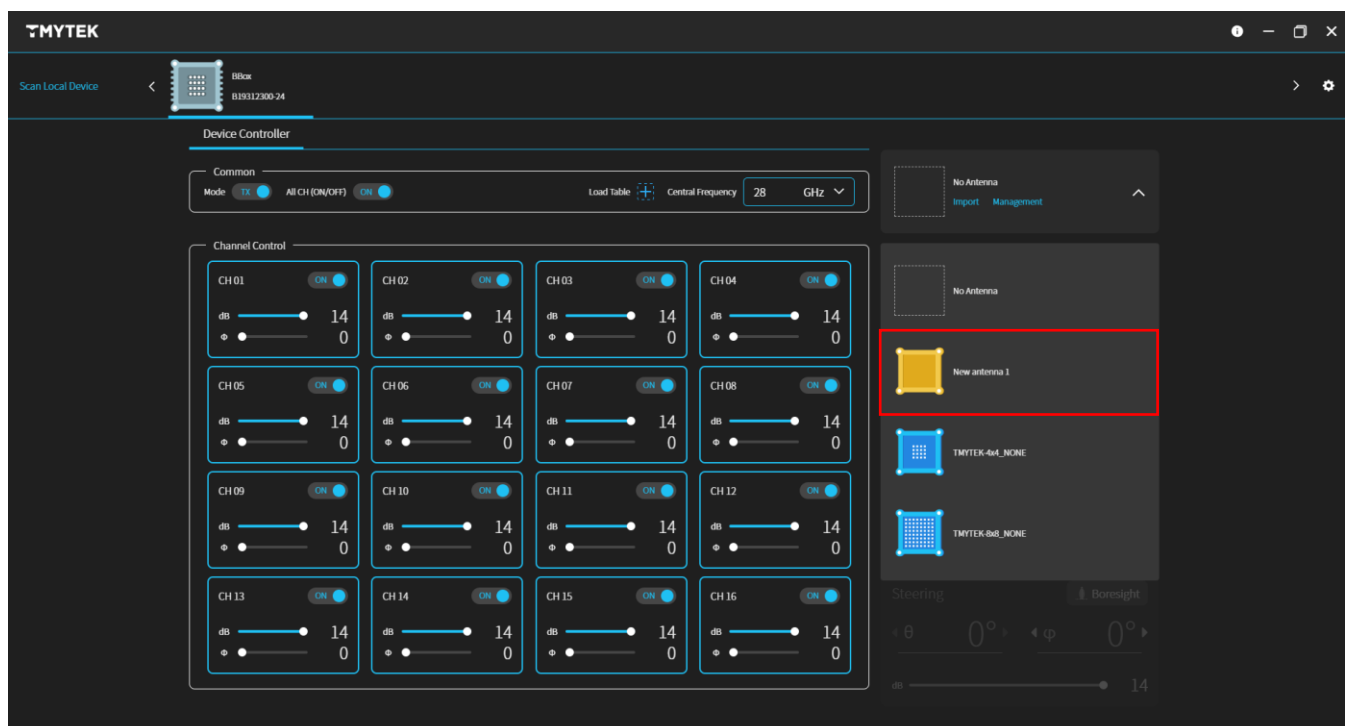 TMYTEK
Scan Local Device
BBox
B19312300-24
Device Controller
Common
Mode TX All CH (ON/OFF) ON Load Table Central Frequency 28 GHz
Channel Control
CH 01 ON CH 02 ON CH 03 ON CH 04 ON
dB 14 dB 14 dB 14 dB 14
Φ 0 Φ 0 Φ 0 Φ 0
CH 05 ON CH 06 ON CH 07 ON CH 08 ON
dB 14 dB 14 dB 14 dB 14
Φ 0 Φ 0 Φ 0 Φ 0
CH 09 ON CH 10 ON CH 11 ON CH 12 ON
dB 14 dB 14 dB 14 dB 14
Φ 0 Φ 0 Φ 0 Φ 0
CH 13 ON CH 14 ON CH 15 ON CH 16 ON
dB 14 dB 14 dB 14 dB 14
Φ 0 Φ 0 Φ 0 Φ 0
No Antenna
Import Management
No Antenna
New antenna 1
TMYTEK-4x4_NONE
TMYTEK-8x8_NONE
Steering Boresight
θ 0° φ 0°
dB 14